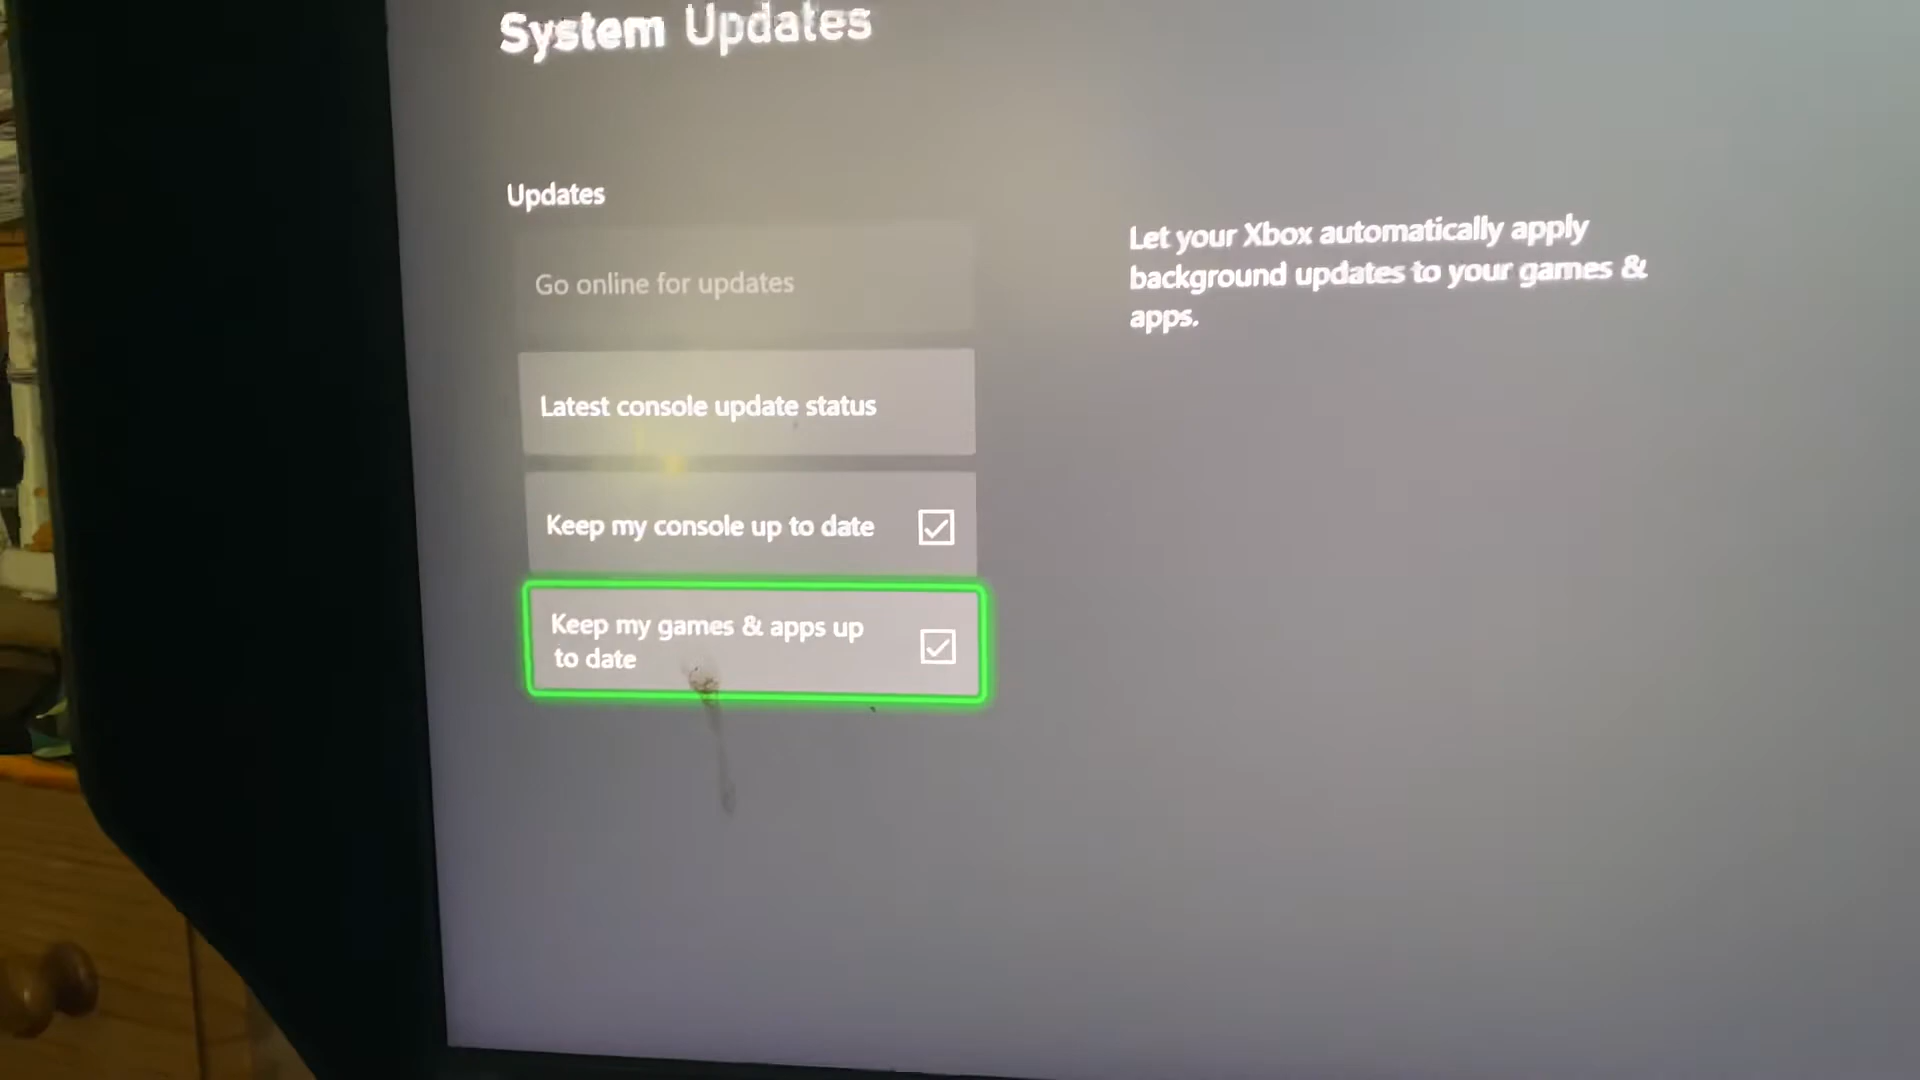 System Updates
Updates
Go online for updates
Latest console update status
Keep my console up to date
Keep my games & apps up
to date
Let your Xbox automatically apply
background updates to your games &
apps.